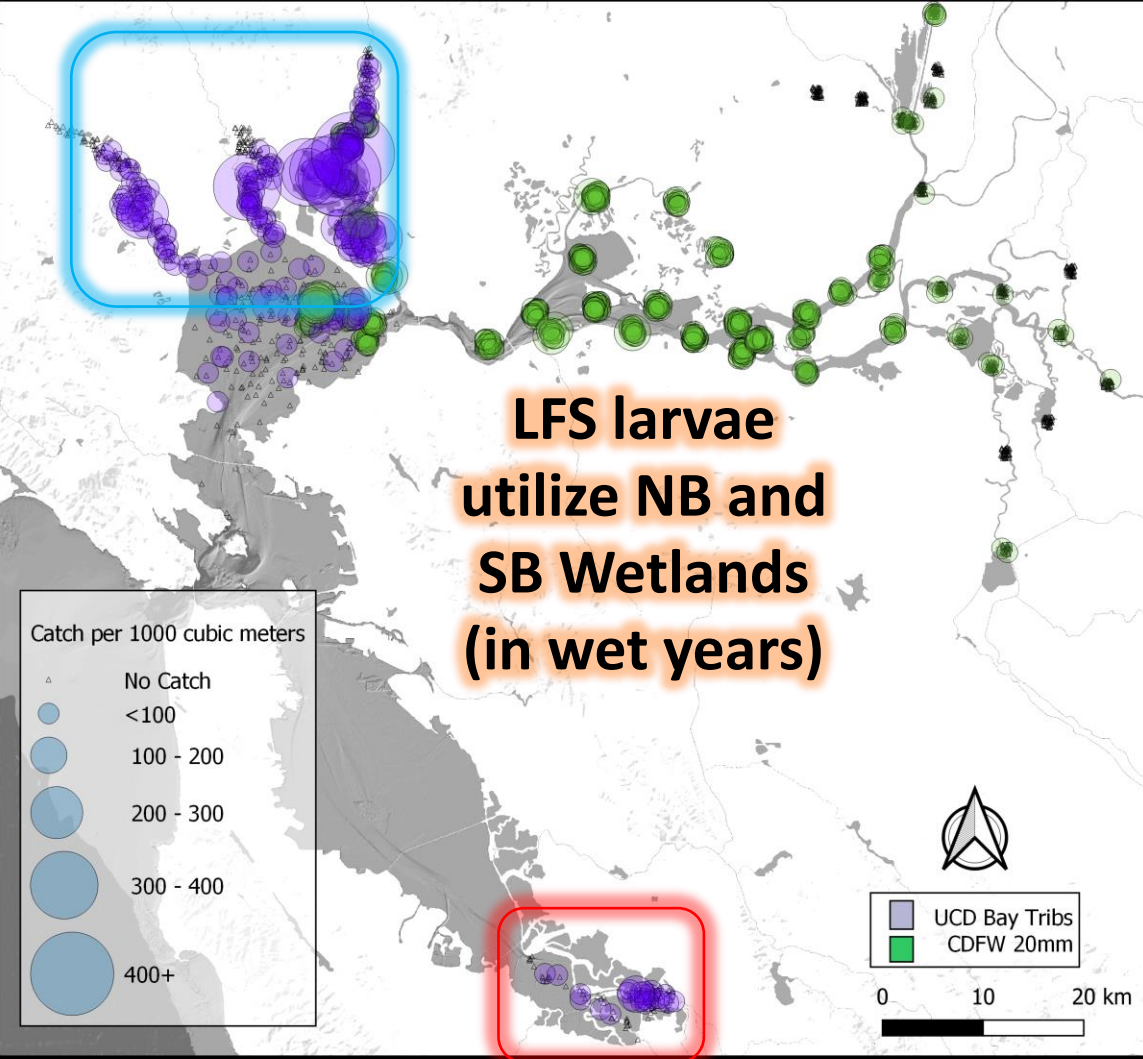 LFS larvae
utilize NB and
SB Wetlands
(in wet years)
Catch per 1000 cubic meters
No Catch
<100
100 - 200
200 - 300
300 - 400
400+
UCD Bay Tribs
CDFW 20mm
0 10 20 km